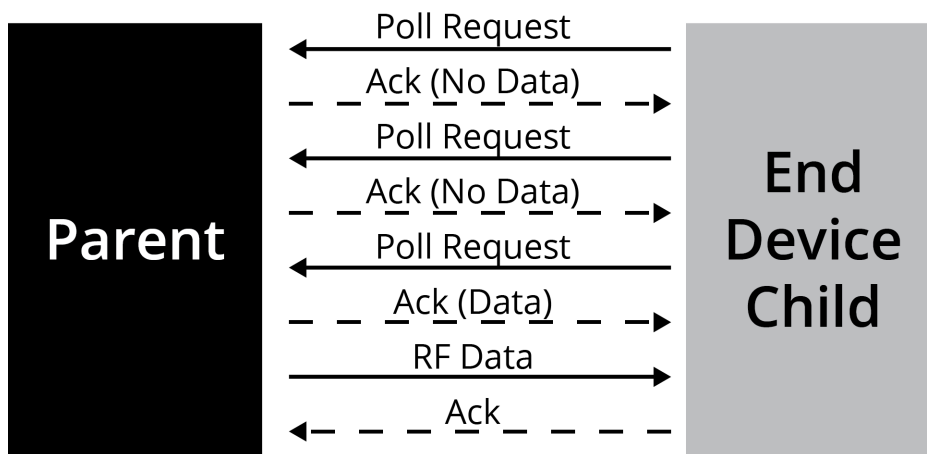 Poll Request
Ack (No Data)
Poll Request
Ack (No Data)
Poll Request
Ack (Data)
RF Data
Ack
Parent
End
Device
Child